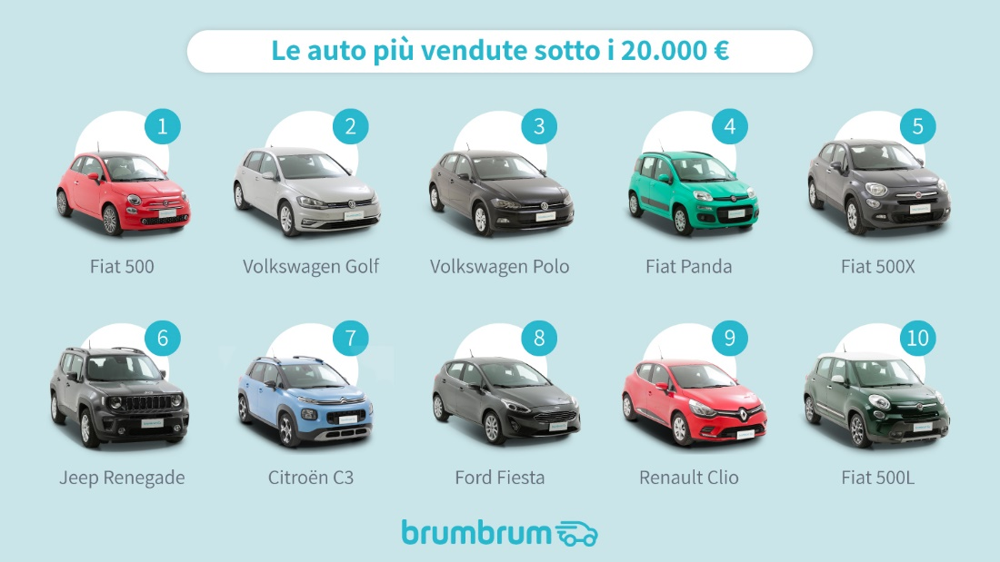 Le auto più vendute sotto i 20.000 €
1
2
3
4
5
Fiat 500
Volkswagen Golf
Volkswagen Polo
Fiat Panda
Fiat 500X
6
7
8
9
10
Jeep Renegade
Citroën C3
Ford Fiesta
Renault Clio
Fiat 500L
brumbrum